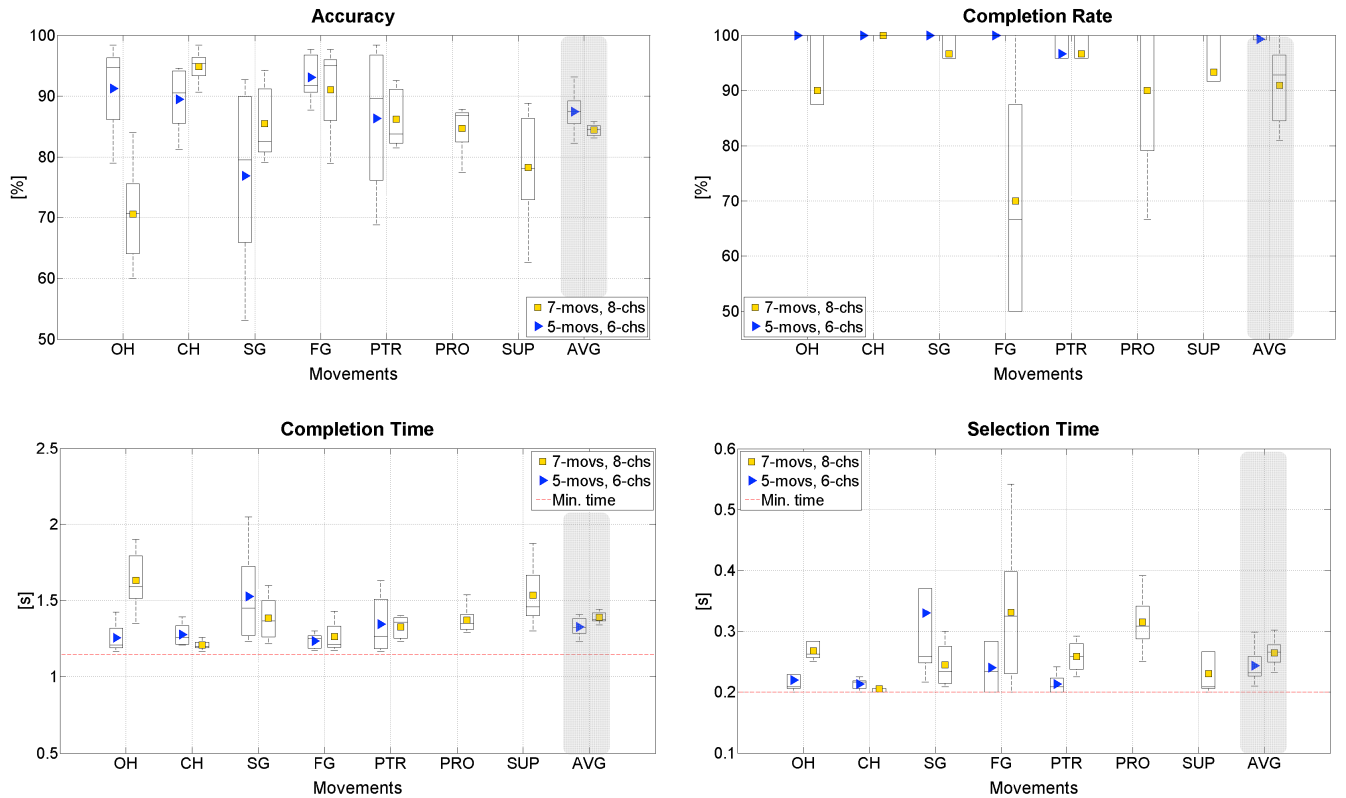 Accuracy
100
90
80
70
60
50
[%]
7-movs, 8-chs
5-movs, 6-chs
OH CH SG FG PTR PRO SUP AVG
Movements
Completion Rate
100
90
80
70
60
50
[%]
7-movs, 8-chs
5-movs, 6-chs
OH CH SG FG PTR PRO SUP AVG
Movements
Completion Time
2.5
2
1.5
1
0.5
[s]
7-movs, 8-chs
5-movs, 6-chs
Min. time
OH CH SG FG PTR PRO SUP AVG
Movements
Selection Time
0.6
0.5
0.4
0.3
0.2
0.1
[s]
7-movs, 8-chs
5-movs, 6-chs
Min. time
OH CH SG FG PTR PRO SUP AVG
Movements